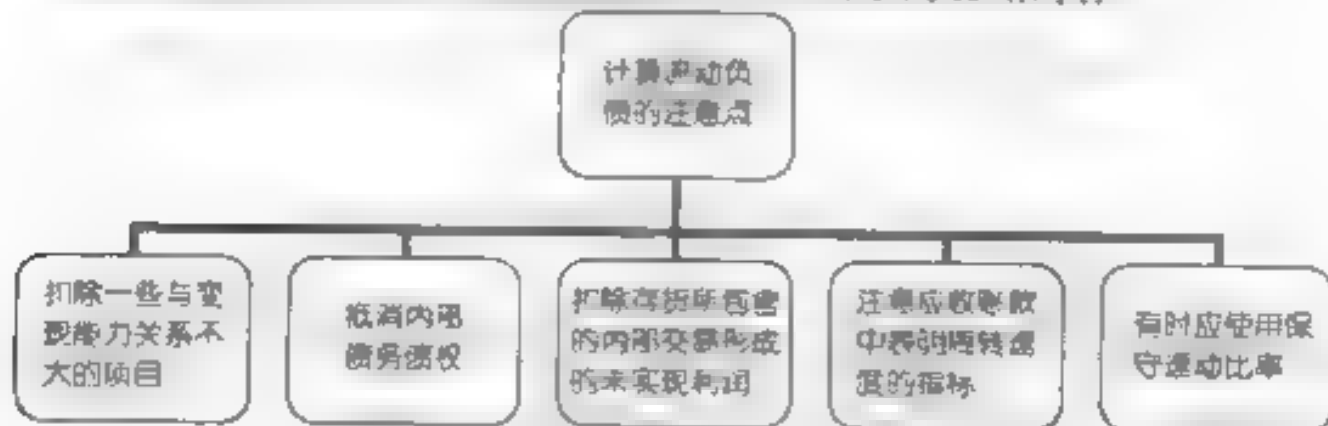 计算流动负
债的注意点
扣除一些与变
现能力关系不
大的项目
抵消内部
债务债权
扣除存货所包含
的内部交易形成
的未实现利润
注意应收账款
中表明周转速
度的指标
有时应使用保
守速动比率